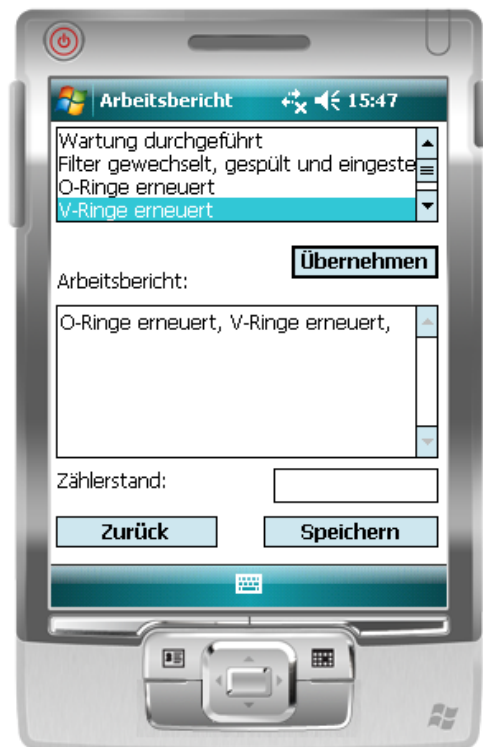 Arbeitsbericht 15:47
Wartung durchgeführt
Filter gewechselt, gespült und eingeste
O-Ringe erneuert
V-Ringe erneuert
Übernehmen
Arbeitsbericht:
O-Ringe erneuert, V-Ringe erneuert,
Zählerstand:
Zurück Speichern